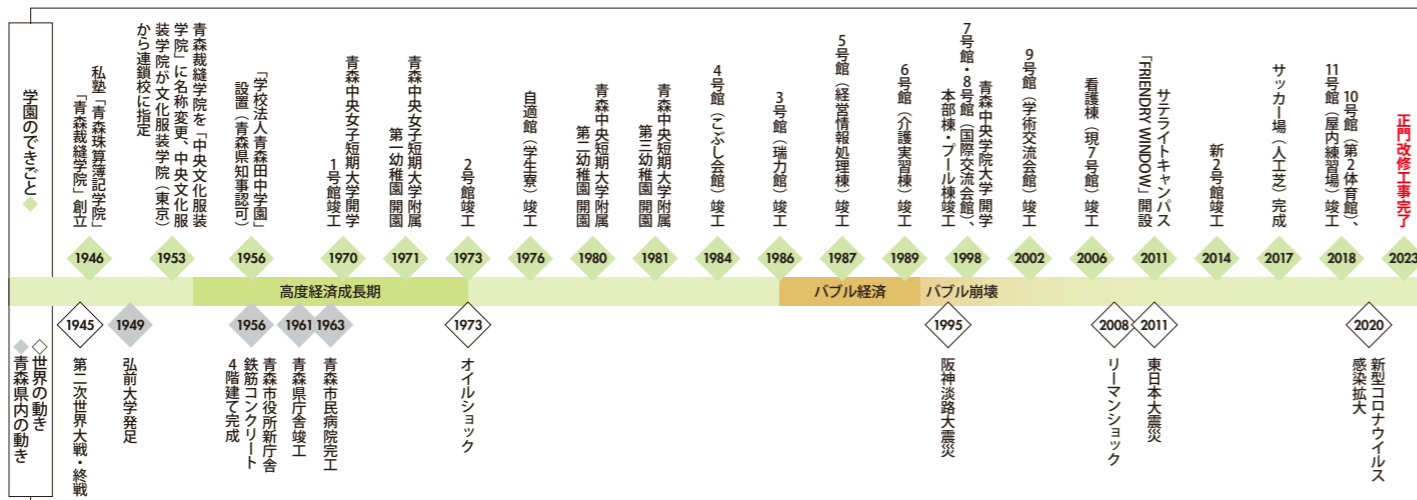 学園のできごと◆
私塾「青森珠算簿記学院」
「青森裁縫学院」創立
1946
青森裁縫学院を「中央文化服装
学院」に名称変更、中央文化服
装学院が文化服装学院（東京）
から連鎖校に指定
1953
「学校法人青森田中学園」
設置（青森県知事認可）
1956
青森中央女子短期大学開学
1号館竣工
1970
青森中央女子短期大学附属
第一幼稚園 開園
1971
2号館竣工
1973
自適館（学生寮）竣工
1976
青森中央短期大学附属
第二幼稚園 開園
1980
青森中央短期大学附属
第三幼稚園 開園
1981
4号館（こぶし会館）竣工
1984
3号館（瑞力館）竣工
1986
5号館（経営情報処理棟）竣工
1987
6号館（介護実習棟）竣工
1989
青森中央学院大学開学
7号館・8号館（国際交流会館）、
本部棟・プール棟竣工
1998
9号館（学術交流会館）竣工
2002
看護棟（現7号館）竣工
2006
サテライトキャンパス
「FRIENDRY WINDOW」開設
2011
新2号館竣工
2014
サッカー場（人工芝）完成
2017
10号館（第2体育館）、
11号館（屋内練習場）竣工
2018
正門改修工事完了
2023
高度経済成長期
バブル経済
バブル崩壊
◇世界の動き
◆青森県内の動き
1945
第二次世界大戦・終戦
1949
弘前大学発足
1956
青森市役所新庁舎
鉄筋コンクリート
4階建て完成
1961
青森県庁舎竣工
1963
青森市民病院完工
1973
オイルショック
1995
阪神淡路大震災
2008
リーマンショック
2011
東日本大震災
2020
新型コロナウイルス
感染拡大